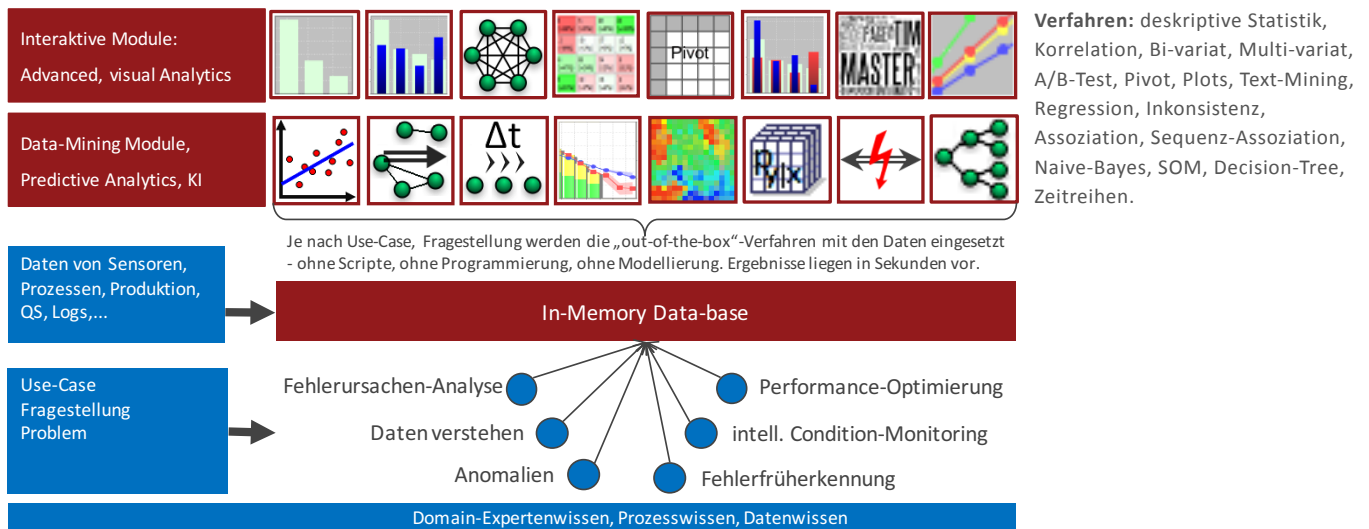 Interaktive Module:
Advanced, visual Analytics
Pivot
MASTER
TIM
Verfahren: deskriptive Statistik,
Korrelation, Bi-variat, Multi-variat,
A/B-Test, Pivot, Plots, Text-Mining,
Regression, Inkonsistenz,
Assoziation, Sequenz-Assoziation,
Naive-Bayes, SOM, Decision-Tree,
Zeitreihen.
Data-Mining Module,
Predictive Analytics, KI
Δt
p y|x
Je nach Use-Case, Fragestellung werden die „out-of-the-box“-Verfahren mit den Daten eingesetzt
- ohne Scripte, ohne Programmierung, ohne Modellierung. Ergebnisse liegen in Sekunden vor.
Daten von Sensoren,
Prozessen, Produktion,
QS, Logs,...
In-Memory Data-base
Use-Case
Fragestellung
Problem
Fehlerursachen-Analyse
Performance-Optimierung
Daten verstehen
intell. Condition-Monitoring
Anomalien
Fehlerfrüherkennung
Domain-Expertenwissen, Prozesswissen, Datenwissen